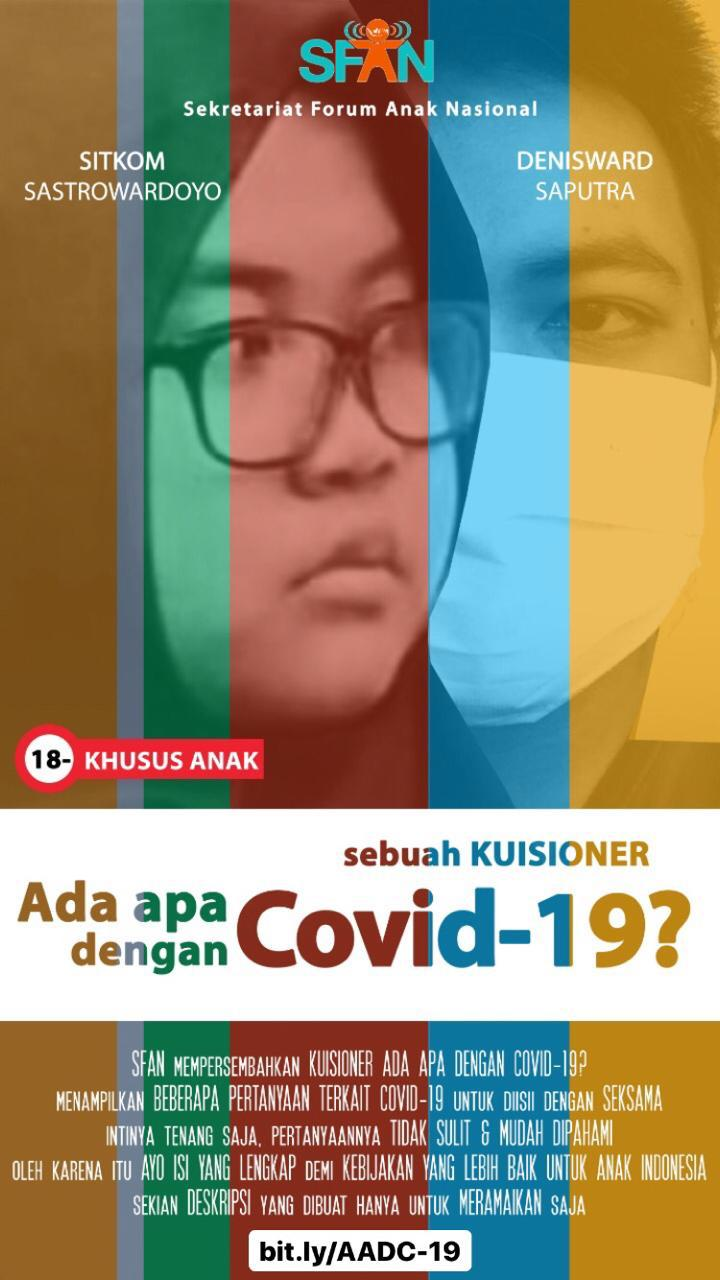 SFAN
Sekretariat Forum Anak Nasional
SITKOM
SASTROWARDOYO
DENISWARD
SAPUTRA
18- KHUSUS ANAK
sebuah KUISIONER
Ada apa
dengan
Covid-19?
SFAN MEMPERSEMBAHKAN KUISIONER ADA APA DENGAN COVID-19?
MENAMPILKAN BEBERAPA PERTANYAAN TERKAIT COVID-19 UNTUK DIISII DENGAN SEKSAMA
INTINYA TENANG SAJA, PERTANYAANNYA TIDAK SULIT & MUDAH DIPAHAMI
OLEH KARENA ITU AYO ISI YANG LENGKAP DEMI KEBIJAKAN YANG LEBIH BAIK UNTUK ANAK INDONESIA
SEKIAN DESKRIPSI YANG DIBUAT HANYA UNTUK MERAMAIKAN SAJA
bit.ly/AADC-19